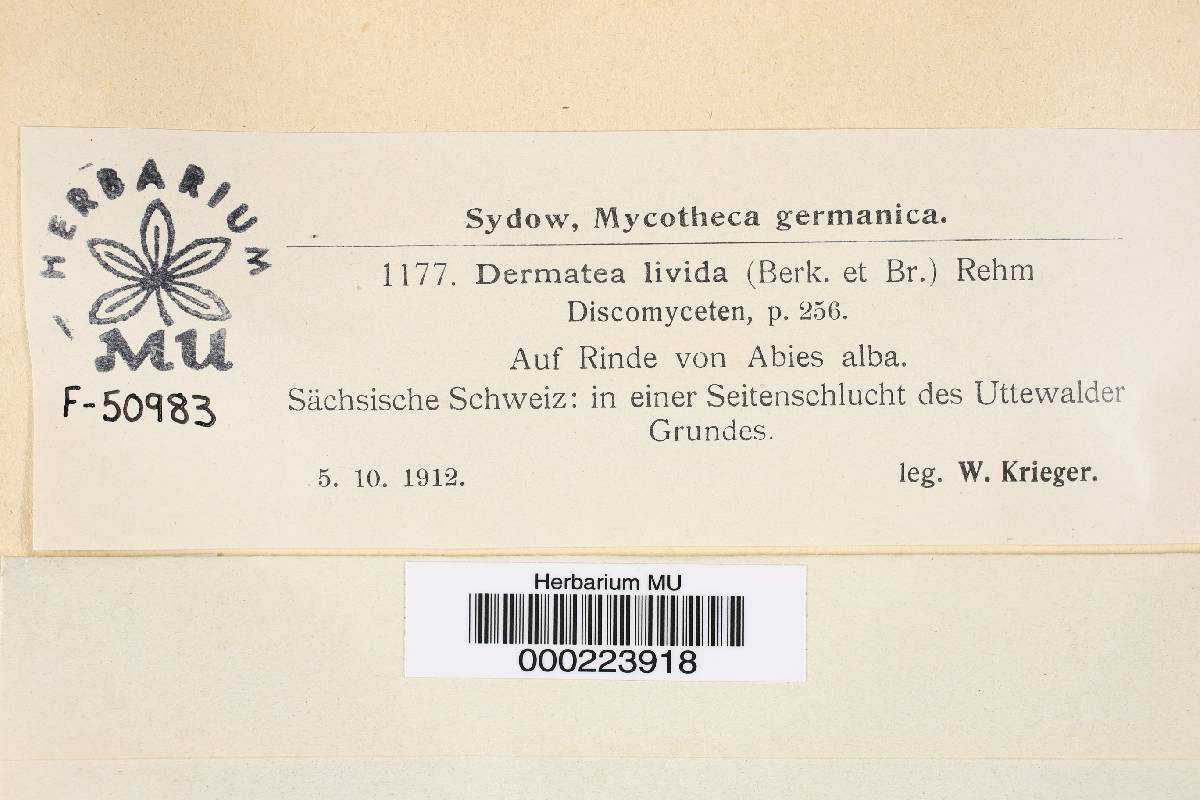 HERBARIUM
MU
F-50983
Sydow, Mycotheca germanica.
1177. Dermatea livida (Berk. et Br.) Rehm
Discomyceten, p. 256.
Auf Rinde von Abies alba.
Sächsische Schweiz: in einer Seitenschlucht des Uttewalder
Grundes.
5. 10. 1912. leg. W. Krieger.
Herbarium MU
000223918